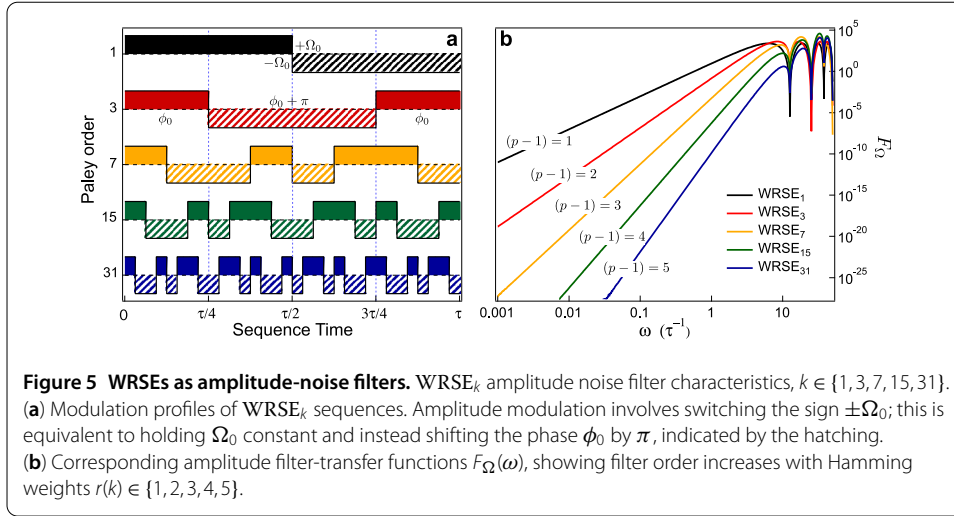 a
Paley order
1
+Ω₀
−Ω₀
3
ϕ₀
ϕ₀ + π
ϕ₀
7
15
31
0
τ/4
τ/2
3τ/4
τ
Sequence Time
b
10⁵
10⁰
10⁻⁵
10⁻¹⁰
10⁻¹⁵
10⁻²⁰
10⁻²⁵
F_Ω
(p − 1) = 1
(p − 1) = 2
(p − 1) = 3
(p − 1) = 4
(p − 1) = 5
WRSE₁
WRSE₃
WRSE₇
WRSE₁₅
WRSE₃₁
0.001
0.01
0.1
1
10
ω (τ⁻¹)
Figure 5 WRSEs as amplitude-noise filters. WRSEₖ amplitude noise filter characteristics, k ∈ {1, 3, 7, 15, 31}.
(a) Modulation profiles of WRSEₖ sequences. Amplitude modulation involves switching the sign ±Ω₀; this is
equivalent to holding Ω₀ constant and instead shifting the phase ϕ₀ by π, indicated by the hatching.
(b) Corresponding amplitude filter-transfer functions F_Ω(ω), showing filter order increases with Hamming
weights r(k) ∈ {1, 2, 3, 4, 5}.